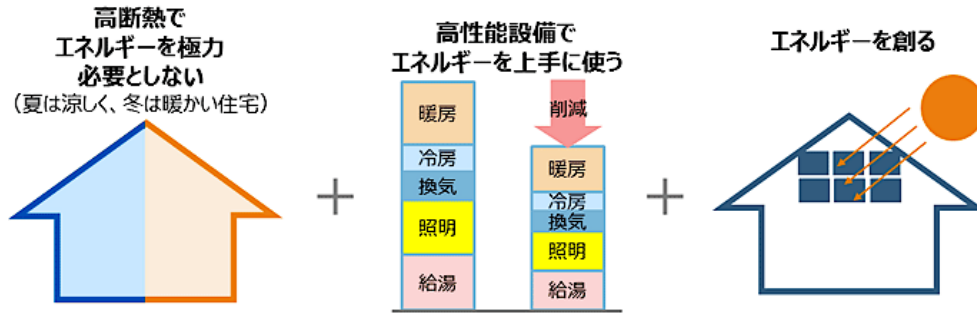 高断熱で
エネルギーを極力
必要としない
（夏は涼しく、冬は暖かい住宅）
高性能設備で
エネルギーを上手に使う
暖房
冷房
換気
照明
給湯
削減
暖房
冷房
換気
照明
給湯
エネルギーを創る